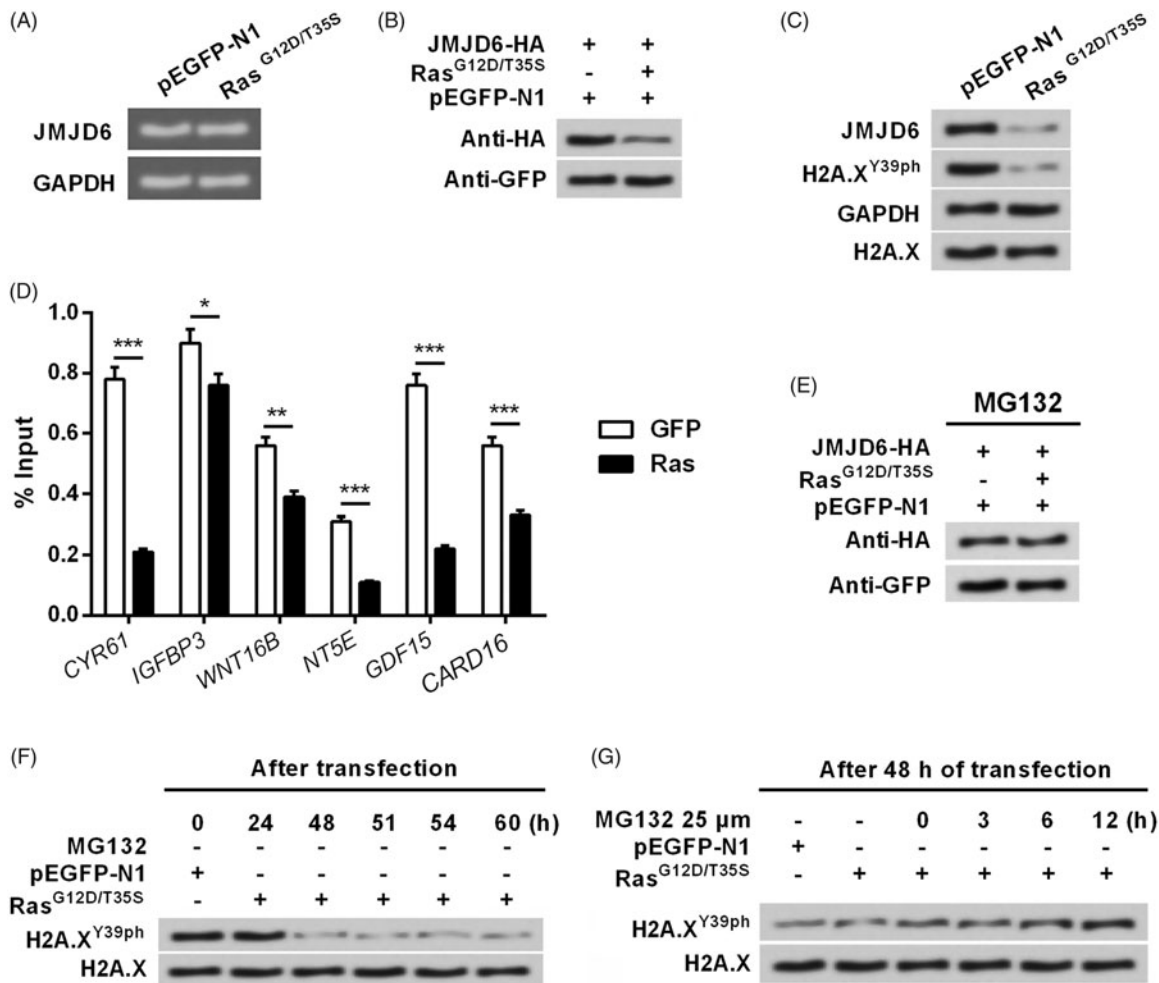 (A)
pEGFP-N1
Ras G12D/T35S
JMJD6
GAPDH
(B)
JMJD6-HA + +
Ras G12D/T35S - +
pEGFP-N1 + +
Anti-HA
Anti-GFP
(C)
pEGFP-N1
Ras G12D/T35S
JMJD6
H2A.X Y39ph
GAPDH
H2A.X
(D)
% Input
1.0
0.8
0.6
0.4
0.2
0.0
***
*
**
***
***
***
CYR61
IGFBP3
WNT16B
NT5E
GDF15
CARD16
GFP
Ras
(E)
MG132
JMJD6-HA + +
Ras G12D/T35S - +
pEGFP-N1 + +
Anti-HA
Anti-GFP
(F)
After transfection
0 24 48 51 54 60 (h)
MG132 - - - - - -
pEGFP-N1 + - - - - -
Ras G12D/T35S - + + + + +
H2A.X Y39ph
H2A.X
(G)
After 48 h of transfection
MG132 25 μm - - 0 3 6 12 (h)
pEGFP-N1 + - - - - -
Ras G12D/T35S - + + + + +
H2A.X Y39ph
H2A.X